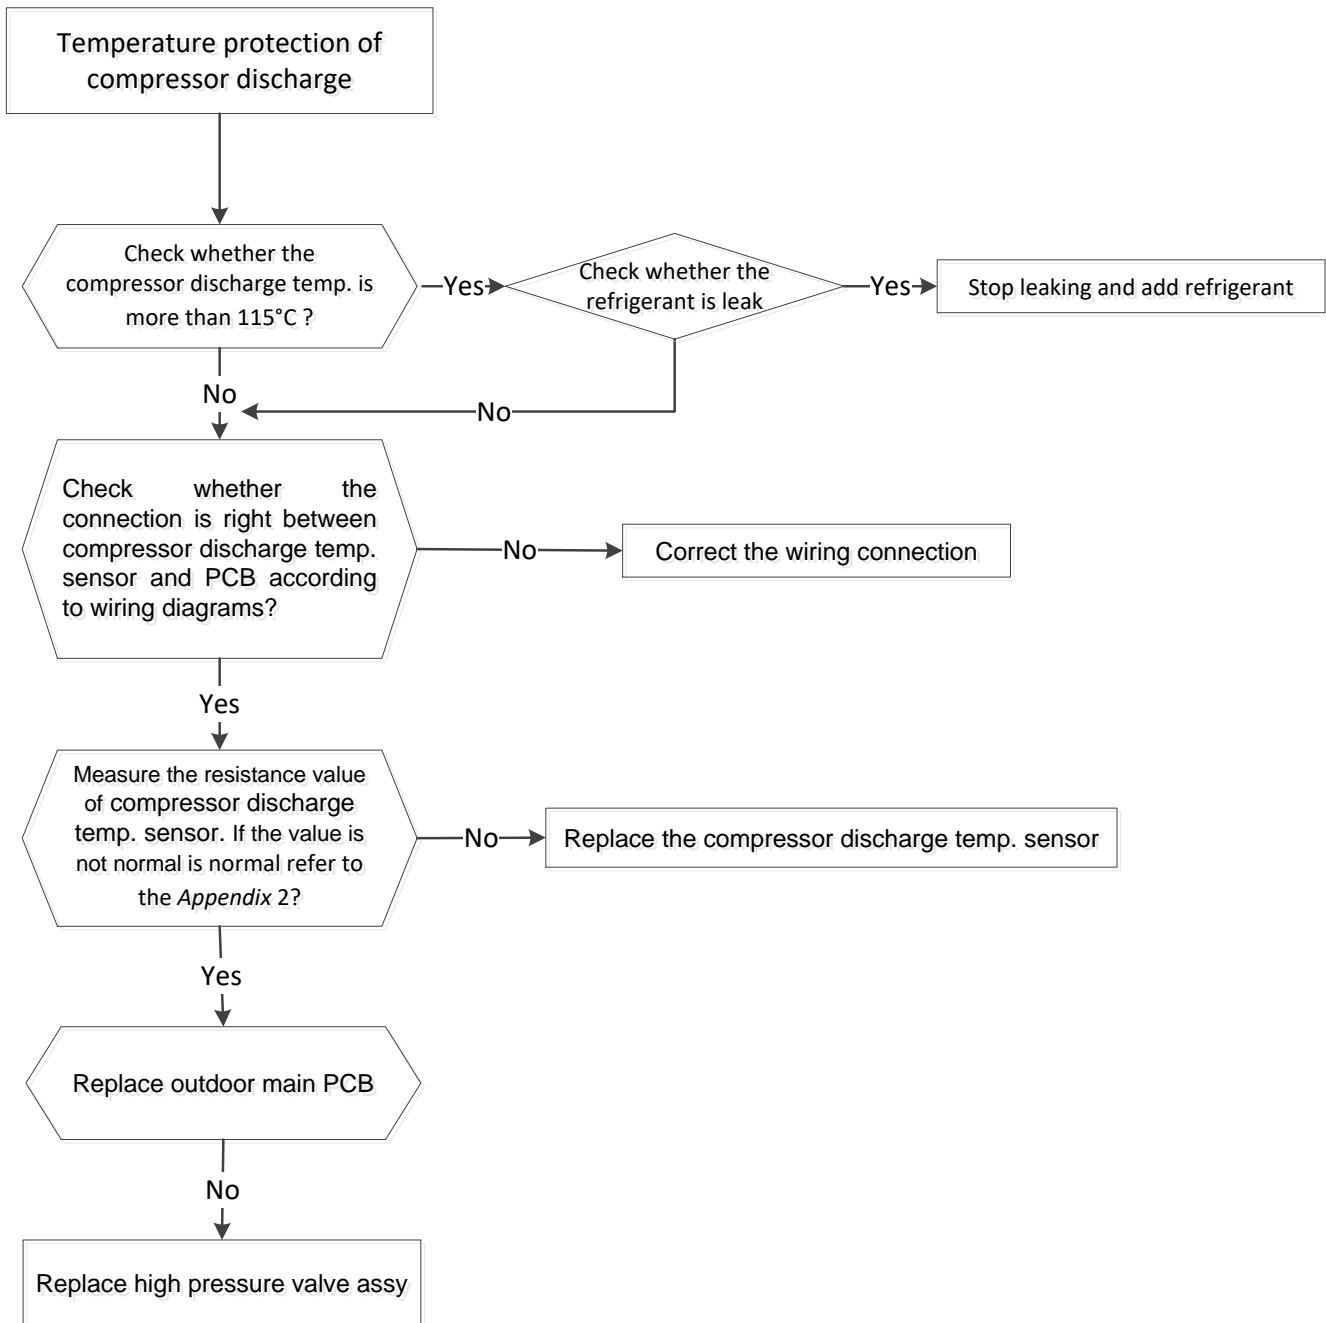 Temperature protection of
compressor discharge
Check whether the
compressor discharge temp. is
more than 115°C ?
Yes
Check whether the
refrigerant is leak
Yes
Stop leaking and add refrigerant
No
No
Check whether the
connection is right between
compressor discharge temp.
sensor and PCB according
to wiring diagrams?
No
Correct the wiring connection
Yes
Measure the resistance value
of compressor discharge
temp. sensor. If the value is
not normal is normal refer to
the Appendix 2?
No
Replace the compressor discharge temp. sensor
Yes
Replace outdoor main PCB
No
Replace high pressure valve assy